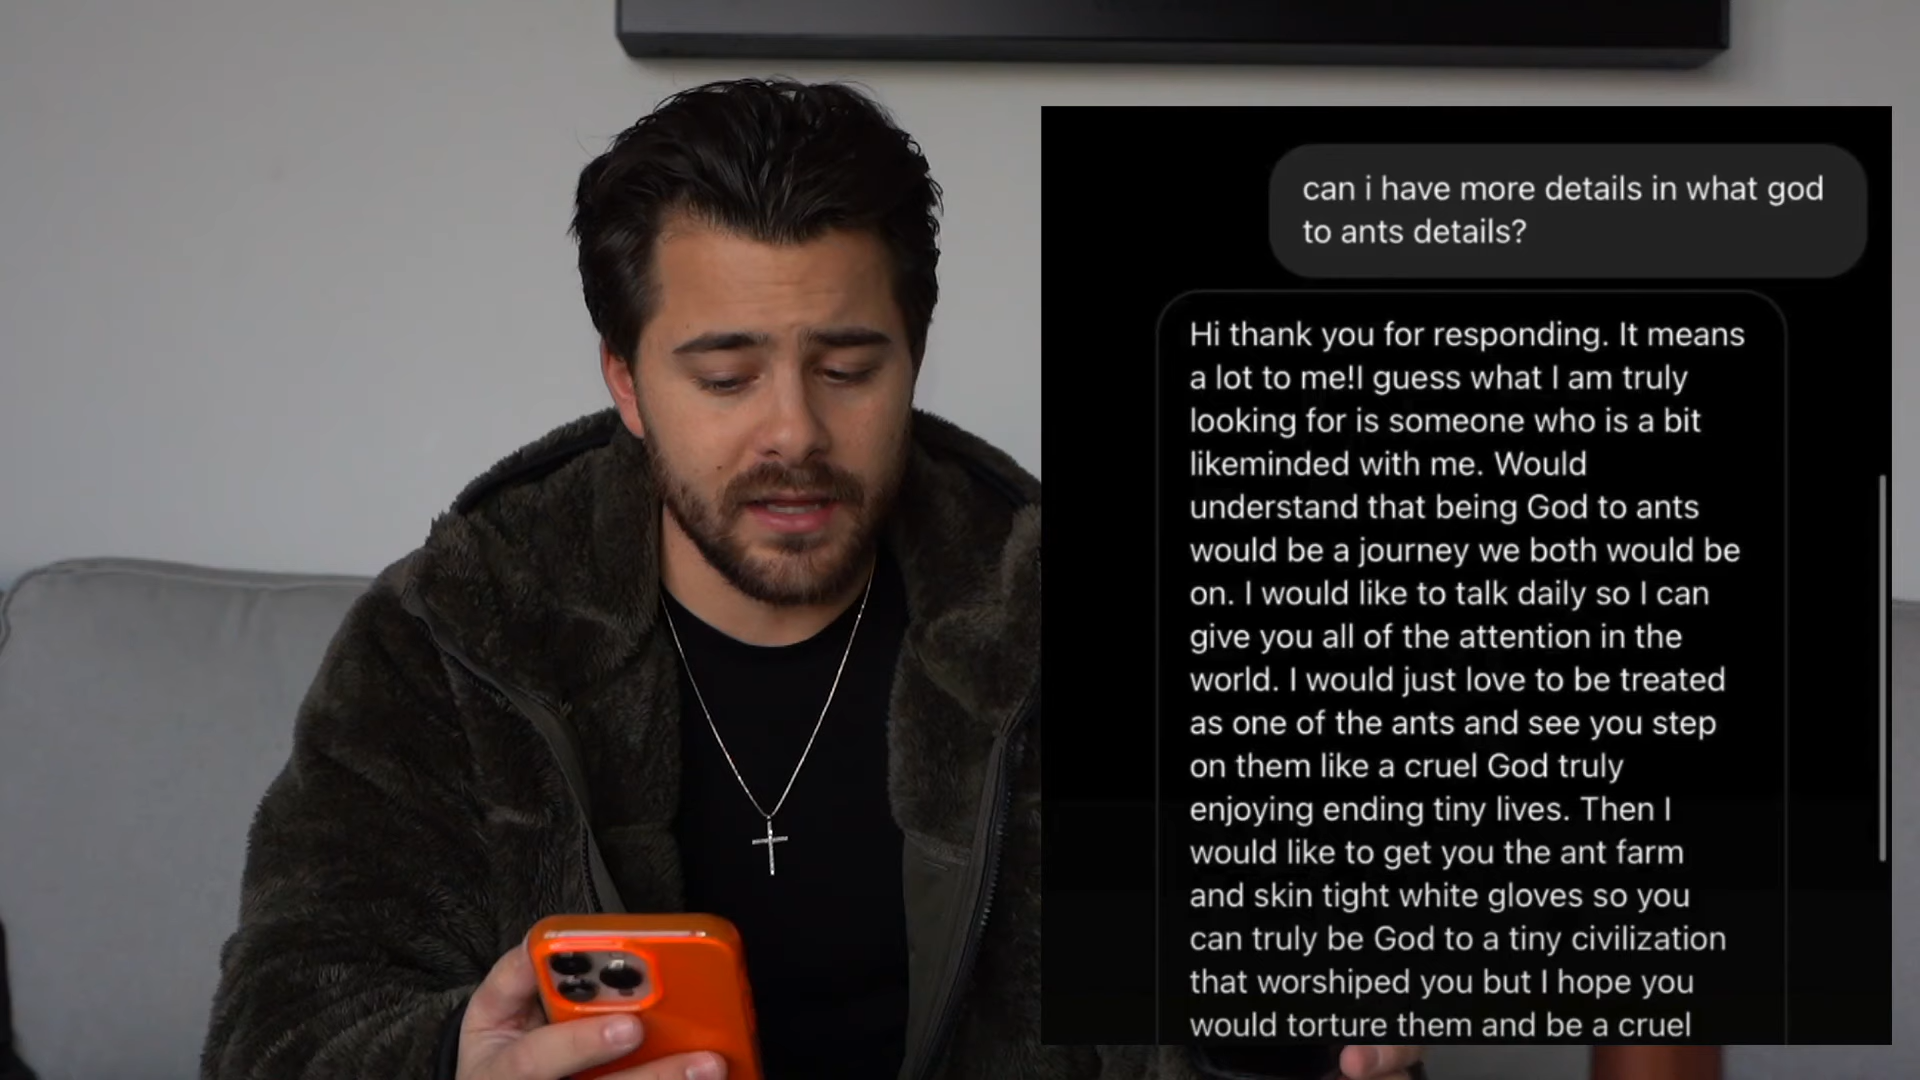 can i have more details in what god
to ants details?
Hi thank you for responding. It means
a lot to me!I guess what I am truly
looking for is someone who is a bit
likeminded with me. Would
understand that being God to ants
would be a journey we both would be
on. I would like to talk daily so I can
give you all of the attention in the
world. I would just love to be treated
as one of the ants and see you step
on them like a cruel God truly
enjoying ending tiny lives. Then I
would like to get you the ant farm
and skin tight white gloves so you
can truly be God to a tiny civilization
that worshiped you but I hope you
would torture them and be a cruel